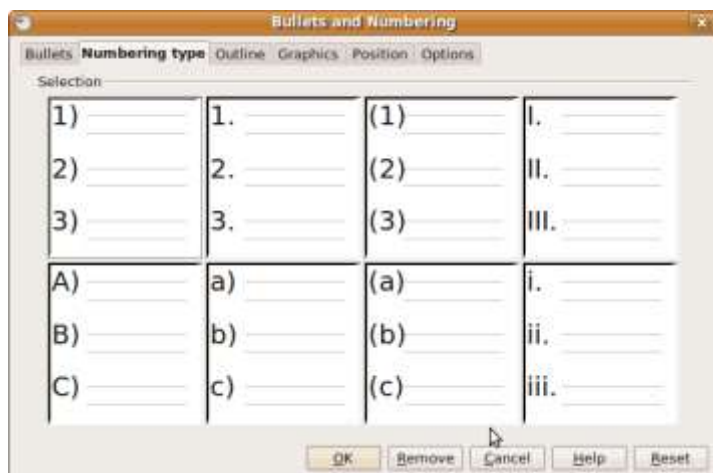 Bullets and Numbering
Bullets Numbering type Outline Graphics Position Options
Selection
1) 1. (1) I.
2) 2. (2) II.
3) 3. (3) III.
A) a) (a) i.
B) b) (b) ii.
C) c) (c) iii.
OK Remove Cancel Help Reset